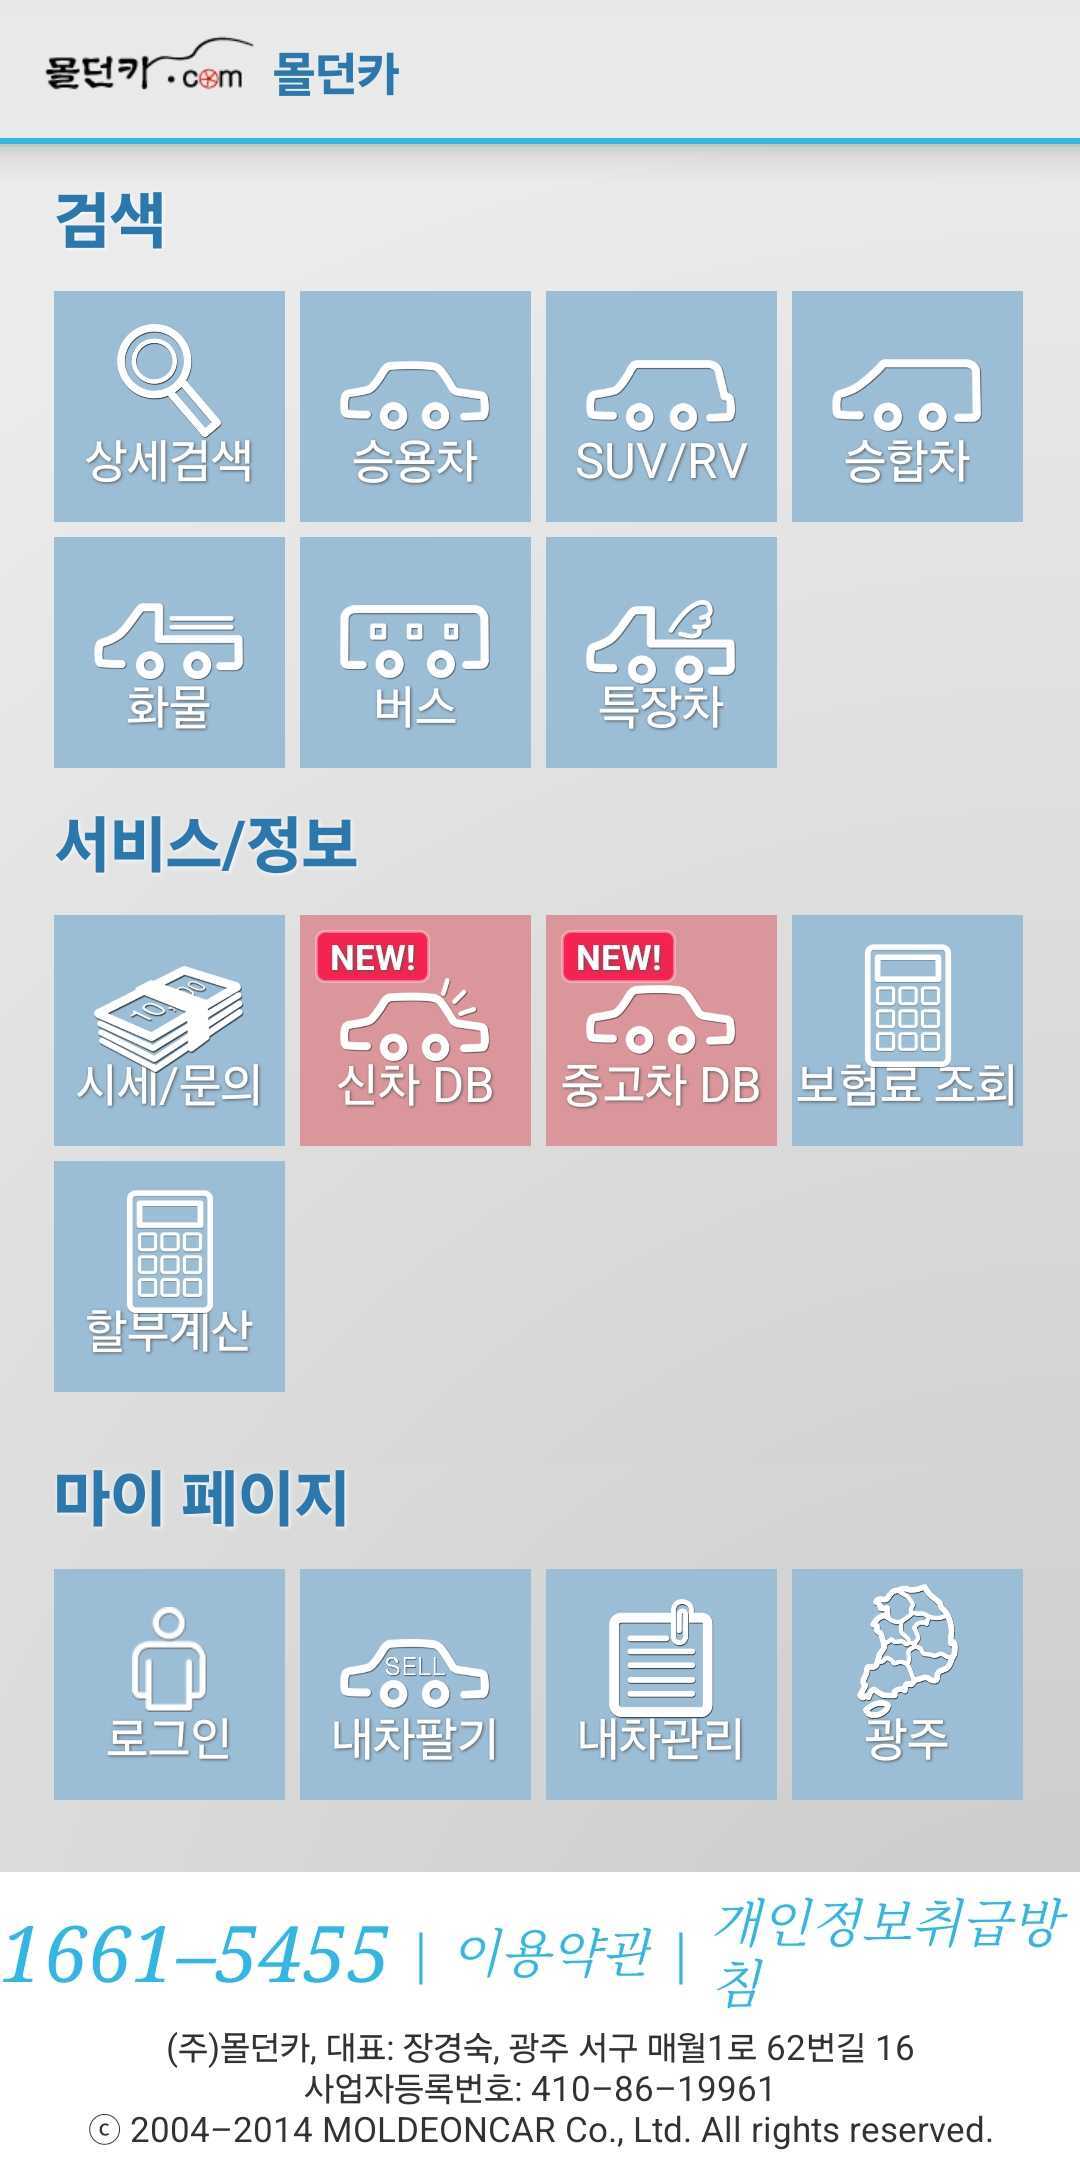 몰던카.com 몰던카
검색
상세검색 승용차 SUV/RV 승합차
화물 버스 특장차
서비스/정보
NEW! NEW!
시세/문의 신차 DB 중고차 DB 보험료 조회
할부계산
마이 페이지
SELL
로그인 내차팔기 내차관리 광주
1661–5455 | 이용약관 | 개인정보취급방
침
(주)몰던카, 대표: 장경숙, 광주 서구 매월1로 62번길 16
사업자등록번호: 410–86–19961
ⓒ 2004–2014 MOLDEONCAR Co., Ltd. All rights reserved.